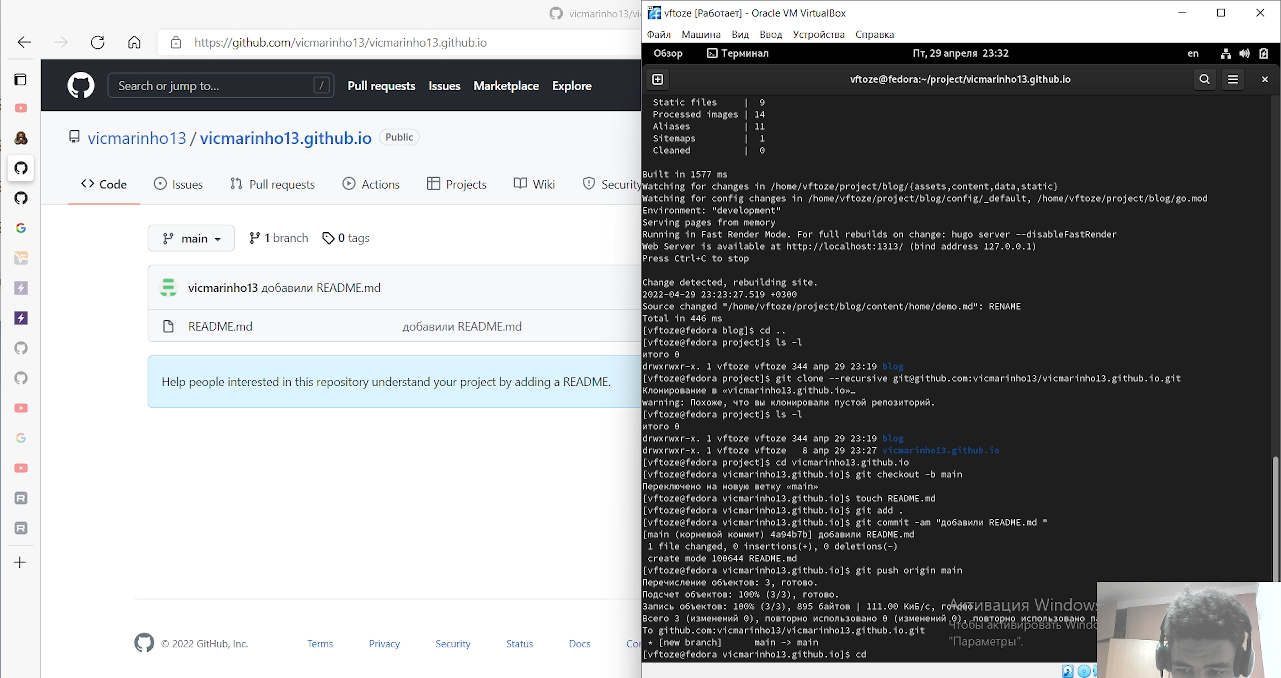 vicmarinho13/vi
https://github.com/vicmarinho13/vicmarinho13.github.io
Search or jump to...
/
Pull requests
Issues
Marketplace
Explore
vicmarinho13 / vicmarinho13.github.io
Public
<> Code
Issues
Pull requests
Actions
Projects
Wiki
Security
main
1 branch
0 tags
vicmarinho13 добавили README.md
README.md
добавили README.md
Help people interested in this repository understand your project by adding a README.
© 2022 GitHub, Inc.
Terms
Privacy
Security
Status
Docs
Co
vftoze [Работает] - Oracle VM VirtualBox
Файл Машина Вид Ввод Устройства Справка
Обзор
Терминал
Пт, 29 апреля 23:32
en
vftoze@fedora:~/project/vicmarinho13.github.io
Static files | 9
Processed images | 14
Aliases | 11
Sitemaps | 1
Cleaned | 0
Built in 1577 ms
Watching for changes in /home/vftoze/project/blog/{assets,content,data,static}
Watching for config changes in /home/vftoze/project/blog/config/_default, /home/vftoze/project/blog/go.mod
Environment: "development"
Serving pages from memory
Running in Fast Render Mode. For full rebuilds on change: hugo server --disableFastRender
Web Server is available at http://localhost:1313/ (bind address 127.0.0.1)
Press Ctrl+C to stop
Change detected, rebuilding site.
2022-04-29 23:23:27.519 +0300
Source changed "/home/vftoze/project/blog/content/home/demo.md": RENAME
Total in 446 ms
[vftoze@fedora blog]$ cd ..
[vftoze@fedora project]$ ls -l
итого 0
drwxrwxr-x. 1 vftoze vftoze 344 апр 29 23:19 blog
[vftoze@fedora project]$ git clone --recursive git@github.com:vicmarinho13/vicmarinho13.github.io.git
Клонирование в «vicmarinho13.github.io»…
warning: Похоже, что вы клонировали пустой репозиторий.
[vftoze@fedora project]$ ls -l
итого 0
drwxrwxr-x. 1 vftoze vftoze 344 апр 29 23:19 blog
drwxrwxr-x. 1 vftoze vftoze 8 апр 29 23:27 vicmarinho13.github.io
[vftoze@fedora project]$ cd vicmarinho13.github.io
[vftoze@fedora vicmarinho13.github.io]$ git checkout -b main
Переключено на новую ветку «main»
[vftoze@fedora vicmarinho13.github.io]$ touch README.md
[vftoze@fedora vicmarinho13.github.io]$ git add .
[vftoze@fedora vicmarinho13.github.io]$ git commit -am "добавили README.md "
[main (корневой коммит) 4a94b7b] добавили README.md
1 file changed, 0 insertions(+), 0 deletions(-)
create mode 100644 README.md
[vftoze@fedora vicmarinho13.github.io]$ git push origin main
Перечисление объектов: 3, готово.
Подсчет объектов: 100% (3/3), готово.
Запись объектов: 100% (3/3), 895 байтов | 111.00 КиБ/с, готово.
Всего 3 (изменений 0), повторно использовано 0 (изменений 0), повторно использовано па
To github.com:vicmarinho13/vicmarinho13.github.io.git
* [new branch] main -> main
[vftoze@fedora vicmarinho13.github.io]$ cd
Активация Windows
Чтобы активировать Windo
"Параметры".